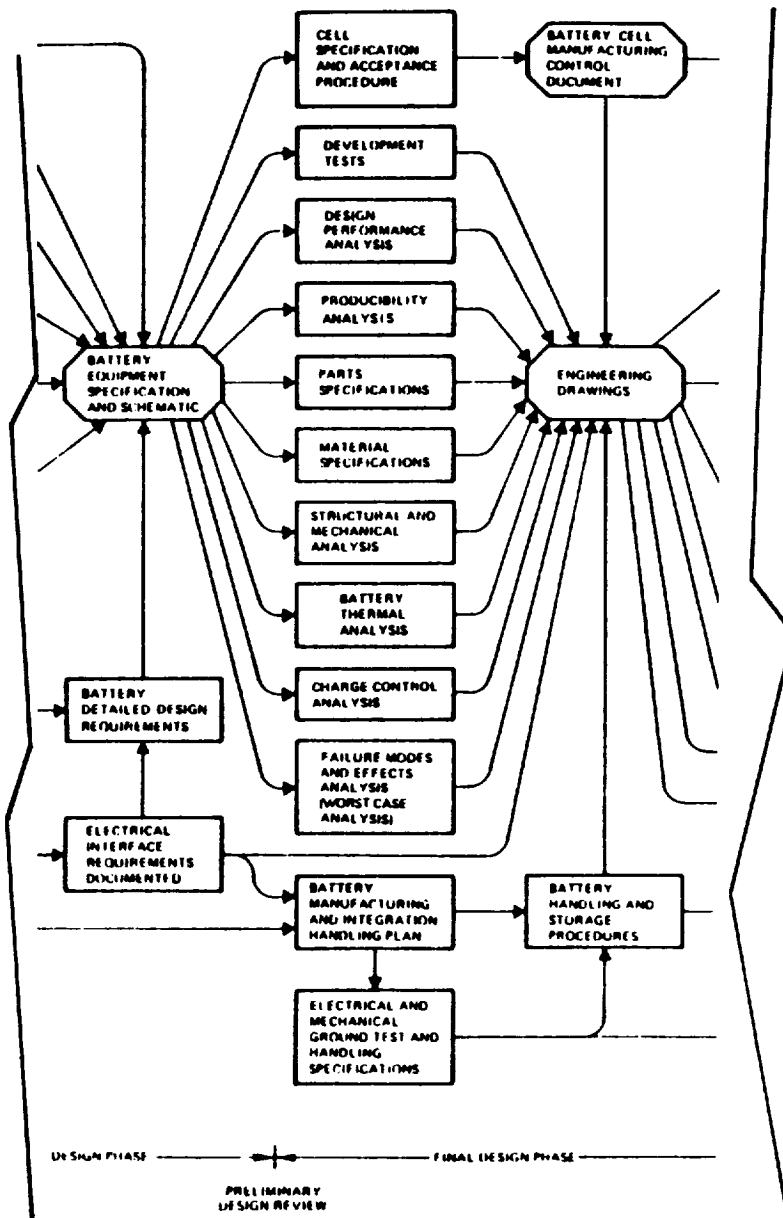 CELL
SPECIFICATION
AND ACCEPTANCE
PROCEDURE
BATTERY CELL
MANUFACTURING
CONTROL
DOCUMENT
DEVELOPMENT
TESTS
DESIGN
PERFORMANCE
ANALYSIS
PRODUCIBILITY
ANALYSIS
BATTERY
EQUIPMENT
SPECIFICATION
AND SCHEMATIC
PARTS
SPECIFICATIONS
ENGINEERING
DRAWINGS
MATERIAL
SPECIFICATIONS
STRUCTURAL AND
MECHANICAL
ANALYSIS
BATTERY
THERMAL
ANALYSIS
BATTERY
DETAILED DESIGN
REQUIREMENTS
CHARGE CONTROL
ANALYSIS
FAILURE MODES
AND EFFECTS
ANALYSIS
(WORST CASE
ANALYSIS)
ELECTRICAL
INTERFACE
REQUIREMENTS
DOCUMENTED
BATTERY
MANUFACTURING
AND INTEGRATION
HANDLING PLAN
BATTERY
HANDLING AND
STORAGE
PROCEDURES
ELECTRICAL AND
MECHANICAL
GROUND TEST AND
HANDLING
SPECIFICATIONS
DESIGN PHASE
FINAL DESIGN PHASE
PRELIMINARY
DESIGN REVIEW